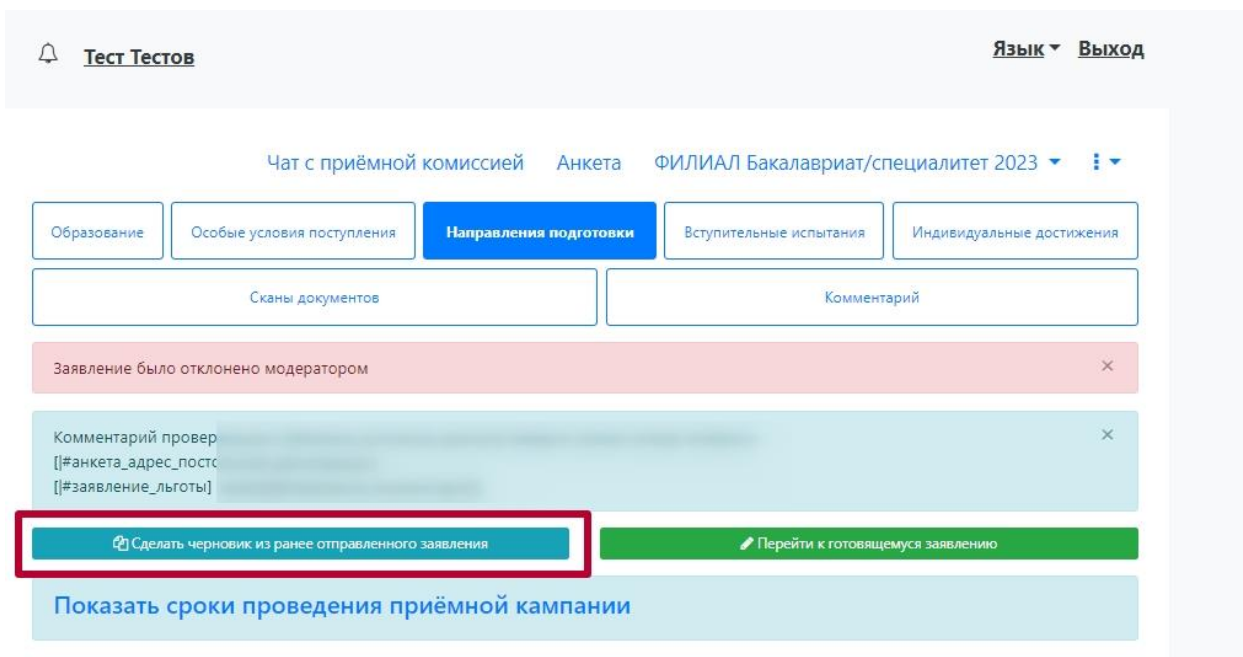 Тест Тестов
Язык
Выход
Чат с приёмной комиссией
Анкета
ФИЛИАЛ Бакалавриат/специалитет 2023
Образование
Особые условия поступления
Направления подготовки
Вступительные испытания
Индивидуальные достижения
Сканы документов
Комментарий
Заявление было отклонено модератором
Комментарий
[|#заявление_льготы]
Сделать черновик из ранее отправленного заявления
Перейти к готовящемуся заявлению
Показать сроки проведения приёмной кампании